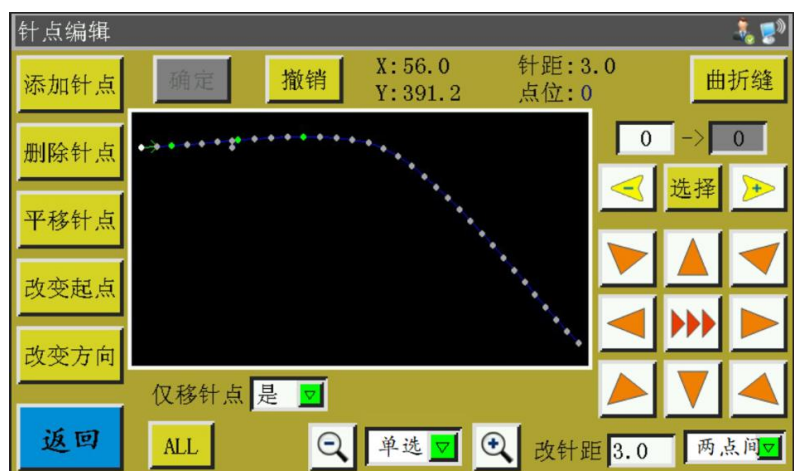 针点编辑
添加针点
确定
撤销
X:56.0
Y:391.2
针距:3.0
点位:0
曲折缝
删除针点
0 -> 0
平移针点
- 选择 +
改变起点
改变方向
仅移针点 是
返回
ALL
单选
改针距 3.0
两点间